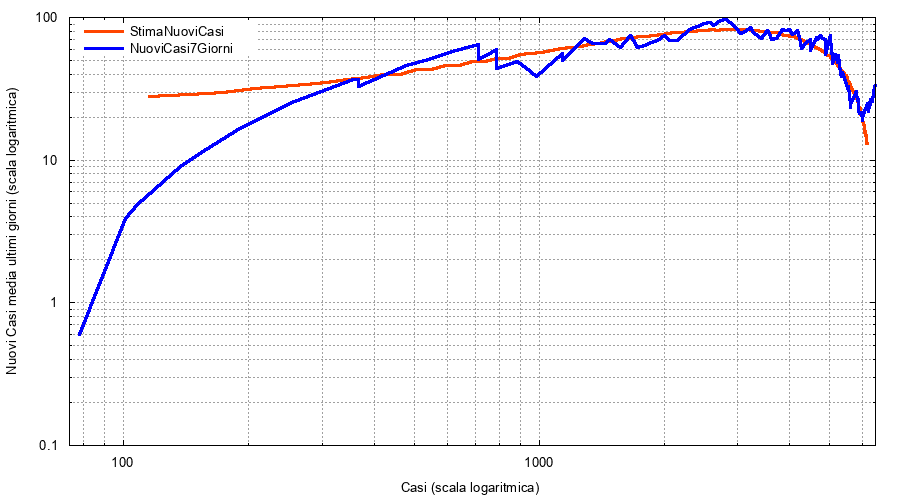 100
10
1
0.1
Nuovi Casi media ultimi giorni (scala logaritmica)
StimaNuoviCasi
NuoviCasi7Giorni
100
1000
Casi (scala logaritmica)